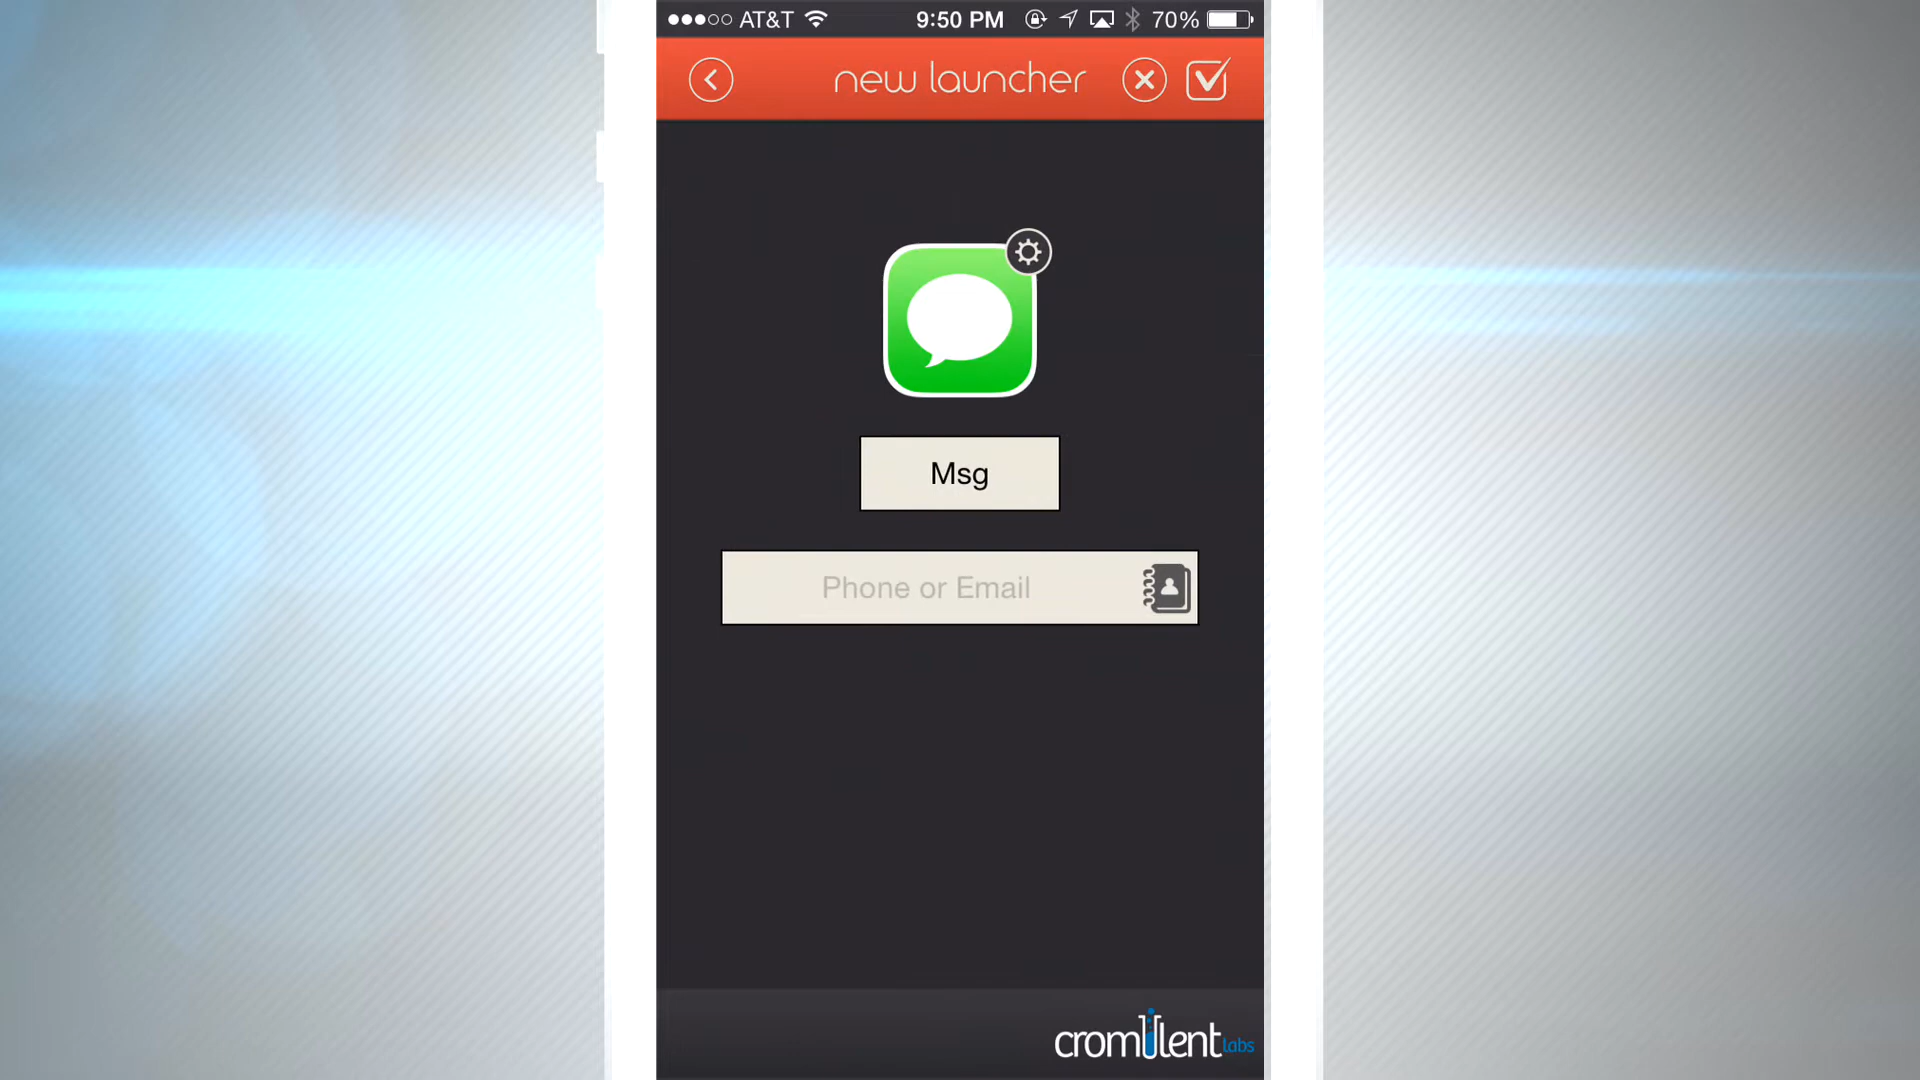 AT&T 9:50 PM 70%
new launcher
Msg
Phone or Email
cromulent labs